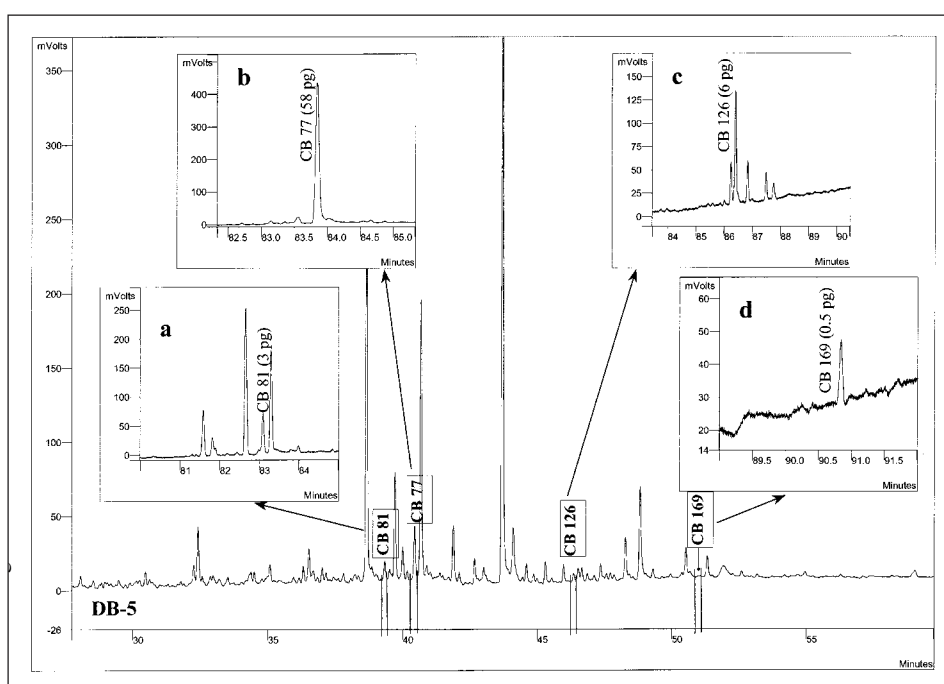 mVolts
350
300
250
200
150
100
50
0
-26
DB-5
30
35
40
45
50
55
Minutes
CB 81
CB 77
CB 126
CB 169
b
CB 77 (58 pg)
400
300
200
100
0
82.5
83.0
83.5
84.0
84.5
85.0
Minutes
mVolts
c
CB 126 (6 pg)
150
125
100
75
50
25
0
84
85
86
87
88
89
90
Minutes
mVolts
a
CB 81 (3 pg)
250
200
150
100
50
0
81
82
83
84
Minutes
mVolts
d
CB 169 (0.5 pg)
60
50
40
30
20
14
89.5
90.0
90.5
91.0
91.5
Minutes